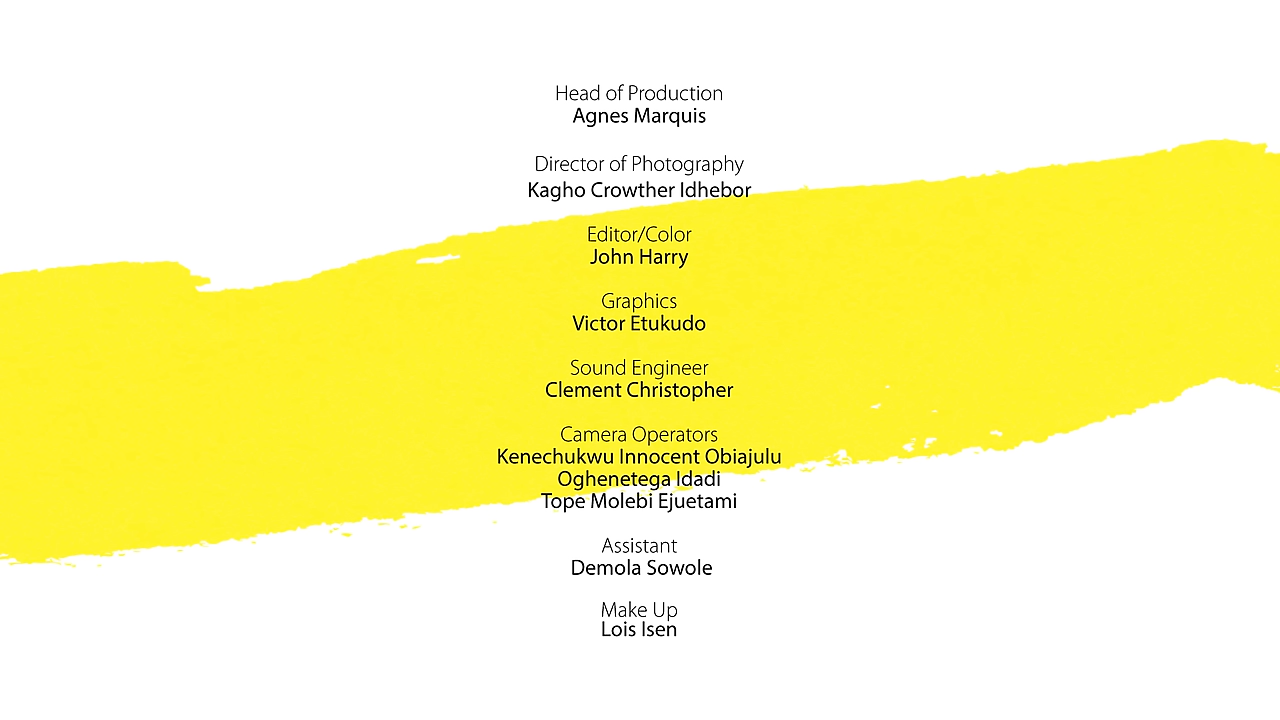 Head of Production
Agnes Marquis
Director of Photography
Kagho Crowther Idhebor
Editor/Color
John Harry
Graphics
Victor Etukudo
Sound Engineer
Clement Christopher
Camera Operators
Kenechukwu Innocent Obiajulu
Oghenetega Idadi
Tope Molebi Ejuetami
Assistant
Demola Sowole
Make Up
Lois Isen